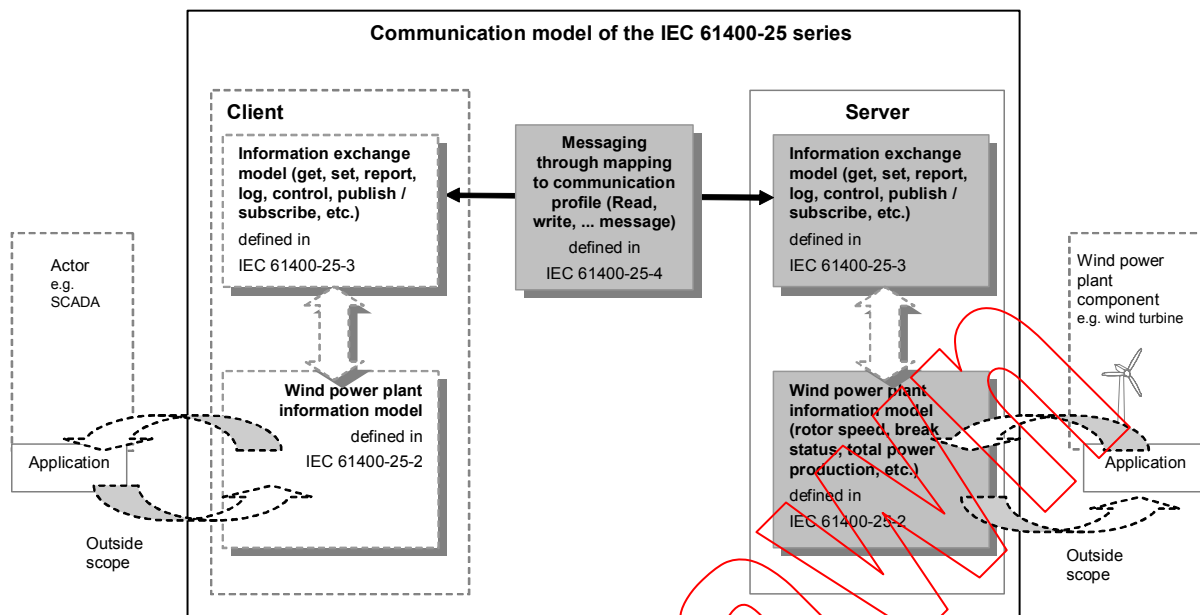 Communication model of the IEC 61400-25 series
Client
Information exchange
model (get, set, report,
log, control, publish /
subscribe, etc.)
defined in
IEC 61400-25-3
Messaging
through mapping
to communication
profile (Read,
write, ... message)
defined in
IEC 61400-25-4
Server
Information exchange
model (get, set, report,
log, control, publish /
subscribe, etc.)
defined in
IEC 61400-25-3
Actor
e.g.
SCADA
Application
Outside
scope
Wind power plant
information model
defined in
IEC 61400-25-2
Wind power plant
information model
(rotor speed, break
status, total power
production, etc.)
defined in
IEC 61400-25-2
Wind power
plant
component
e.g. wind turbine
Application
Outside
scope